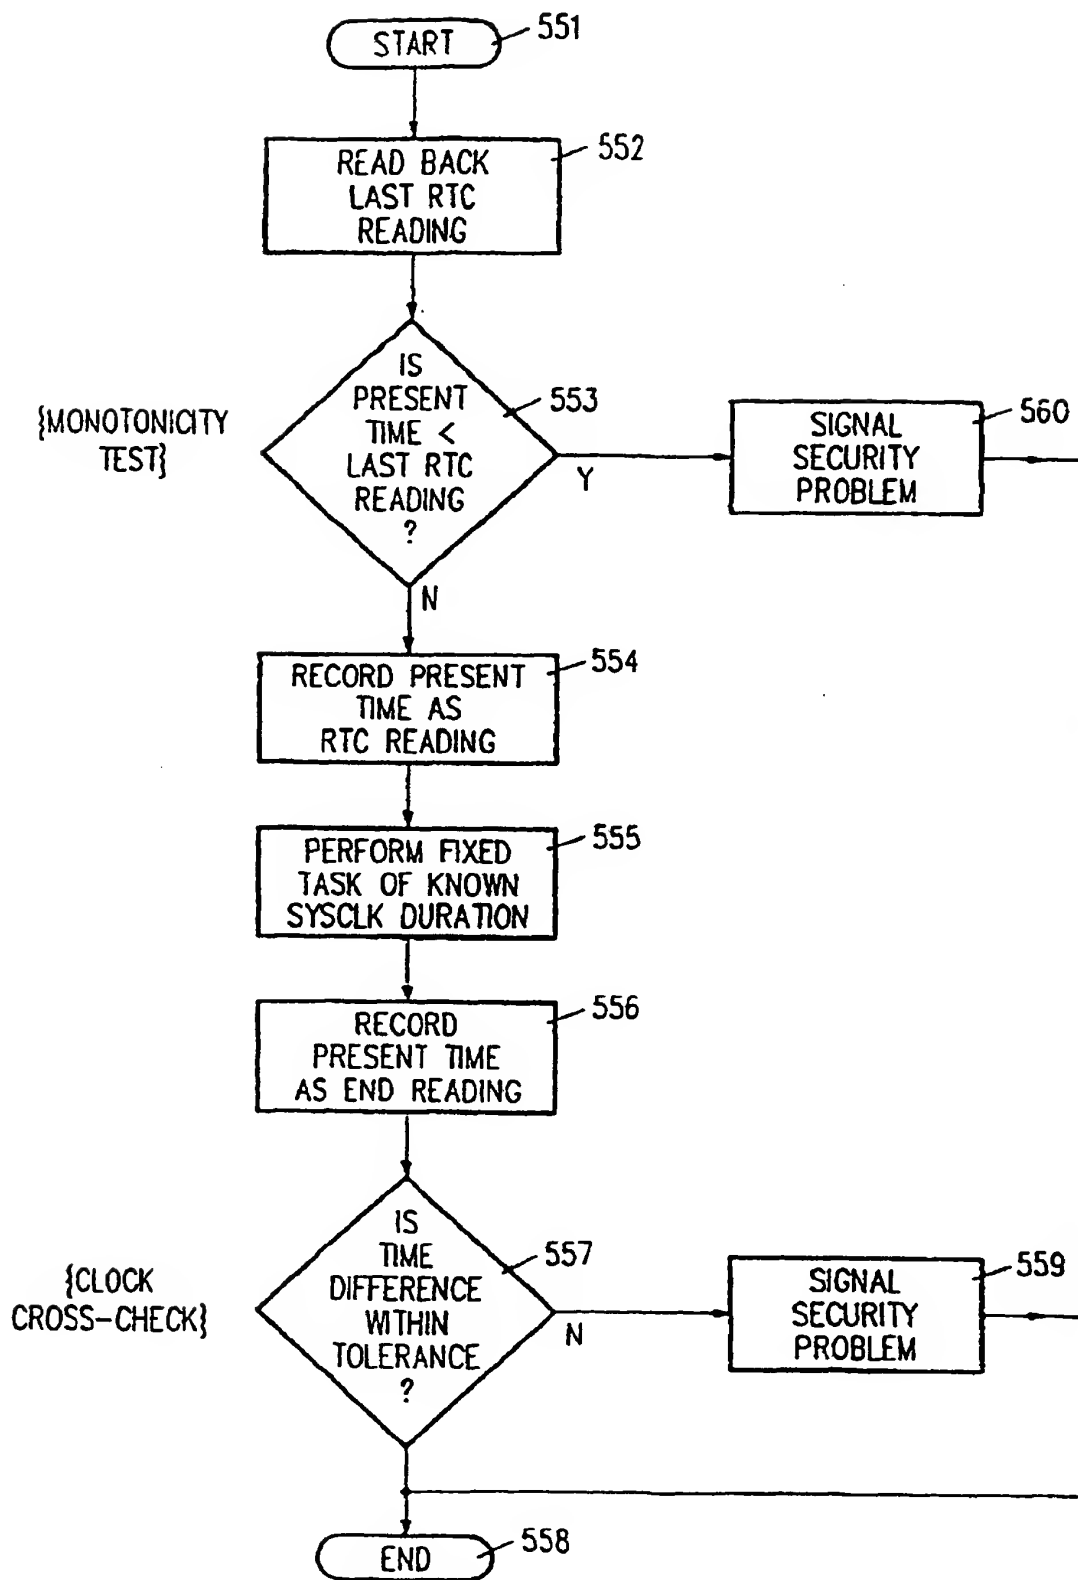 START
551
READ BACK
LAST RTC
READING
552
IS
PRESENT
TIME <
LAST RTC
READING
?
553
{MONOTONICITY
TEST}
Y
SIGNAL
SECURITY
PROBLEM
560
N
RECORD PRESENT
TIME AS
RTC READING
554
PERFORM FIXED
TASK OF KNOWN
SYSCLK DURATION
555
RECORD
PRESENT TIME
AS END READING
556
IS
TIME
DIFFERENCE
WITHIN
TOLERANCE
?
557
{CLOCK
CROSS-CHECK}
N
SIGNAL
SECURITY
PROBLEM
559
END
558